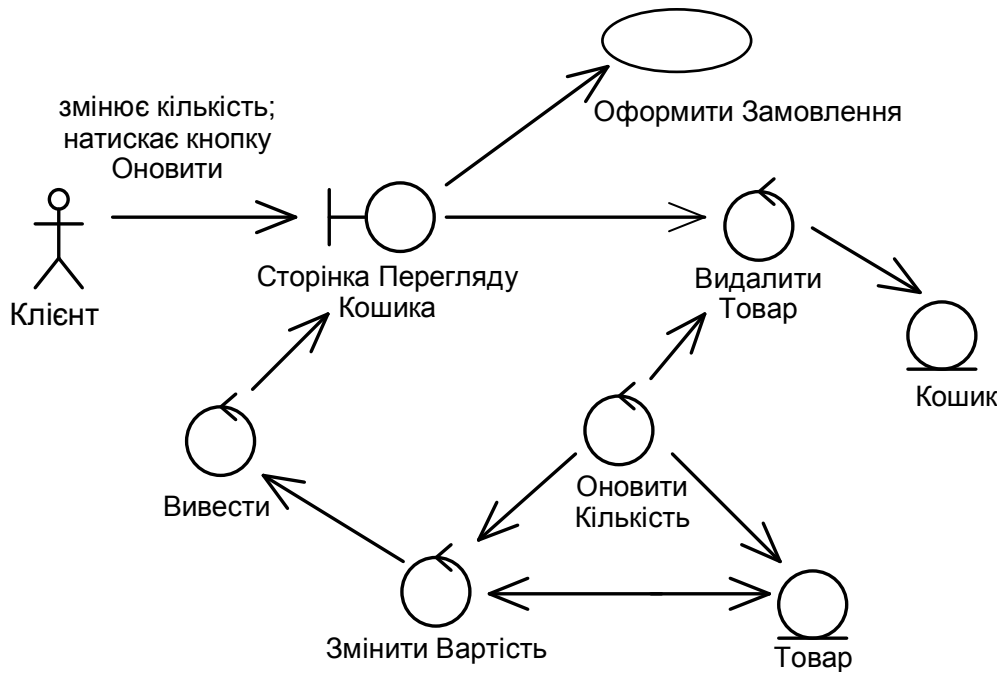 Оформити Замовлення
змінює кількість;
натискає кнопку
Оновити
Клієнт
Сторінка Перегляду
Кошика
Видалити
Товар
Кошик
Вивести
Оновити
Кількість
Змінити Вартість
Товар